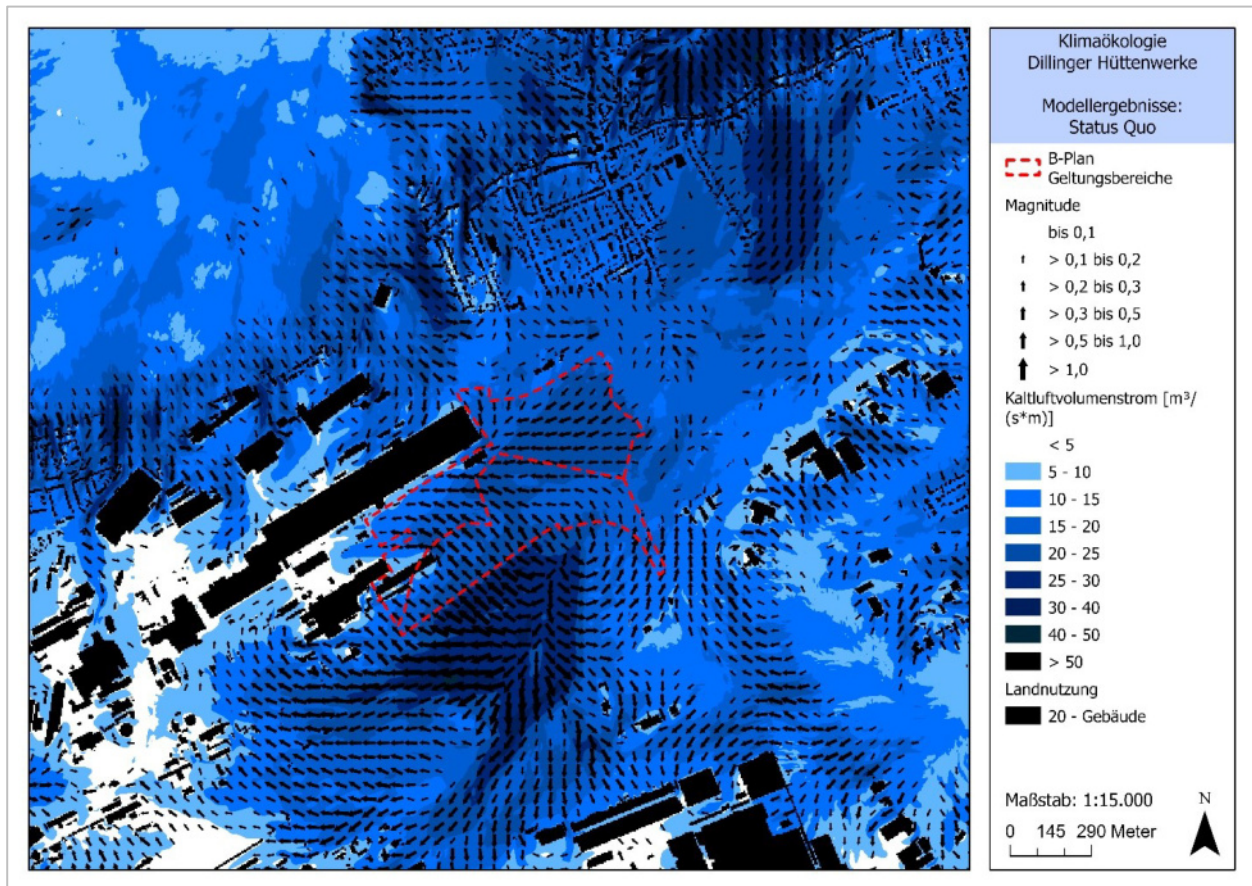 Klimaökologie
Dillinger Hüttenwerke
Modellergebnisse:
Status Quo
B-Plan
Geltungsbereiche
Magnitude
bis 0,1
> 0,1 bis 0,2
> 0,2 bis 0,3
> 0,3 bis 0,5
> 0,5 bis 1,0
> 1,0
Kaltluftvolumenstrom [m³/
(s*m)]
< 5
5 - 10
10 - 15
15 - 20
20 - 25
25 - 30
30 - 40
40 - 50
> 50
Landnutzung
20 - Gebäude
Maßstab: 1:15.000
N
0 145 290 Meter